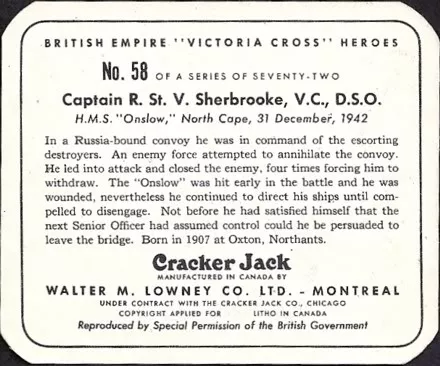 BRITISH EMPIRE "VICTORIA CROSS" HEROES
No. 58 OF A SERIES OF SEVENTY-TWO
Captain R. St. V. Sherbrooke, V.C., D.S.O.
H.M.S. "Onslow," North Cape, 31 December, 1942
In a Russia-bound convoy he was in command of the escorting
destroyers. An enemy force attempted to annihilate the convoy.
He led into attack and closed the enemy, four times forcing him to
withdraw. The "Onslow" was hit early in the battle and he was
wounded, nevertheless he continued to direct his ships until com-
pelled to disengage. Not before he had satisfied himself that the
next Senior Officer had assumed control could he be persuaded to
leave the bridge. Born in 1907 at Oxton, Northants.
Cracker Jack
MANUFACTURED IN CANADA BY
WALTER M. LOWNEY CO. LTD. - MONTREAL
UNDER CONTRACT WITH THE CRACKER JACK CO., CHICAGO
COPYRIGHT APPLIED FOR LITHO IN CANADA
Reproduced by Special Permission of the British Government